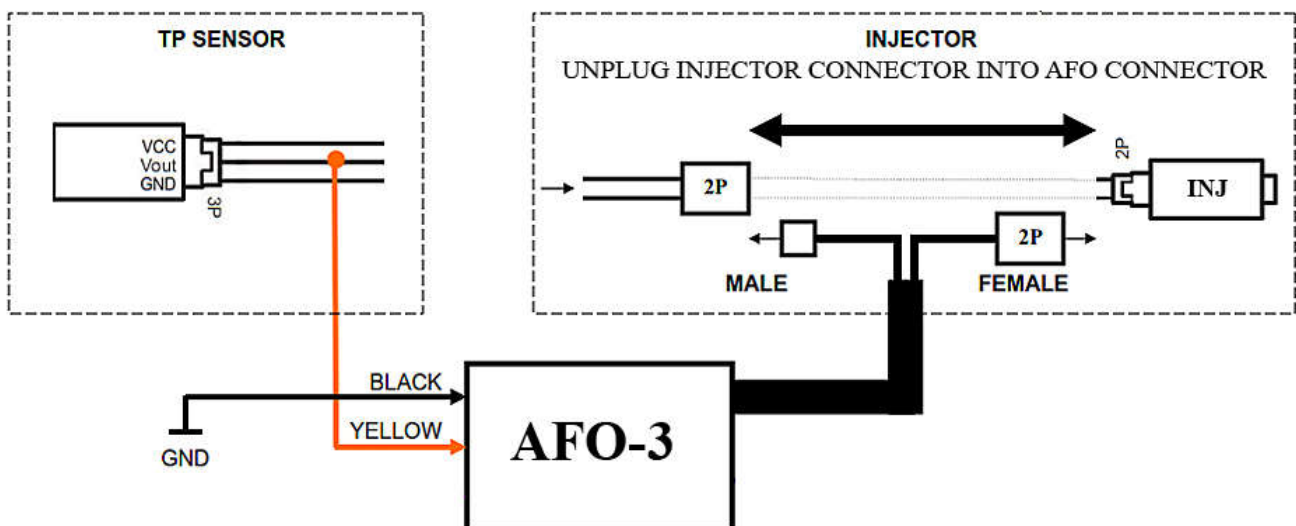 TP SENSOR
VCC
Vout
GND
3P
INJECTOR
UNPLUG INJECTOR CONNECTOR INTO AFO CONNECTOR
2P
2P
INJ
2P
MALE
FEMALE
BLACK
YELLOW
GND
AFO-3